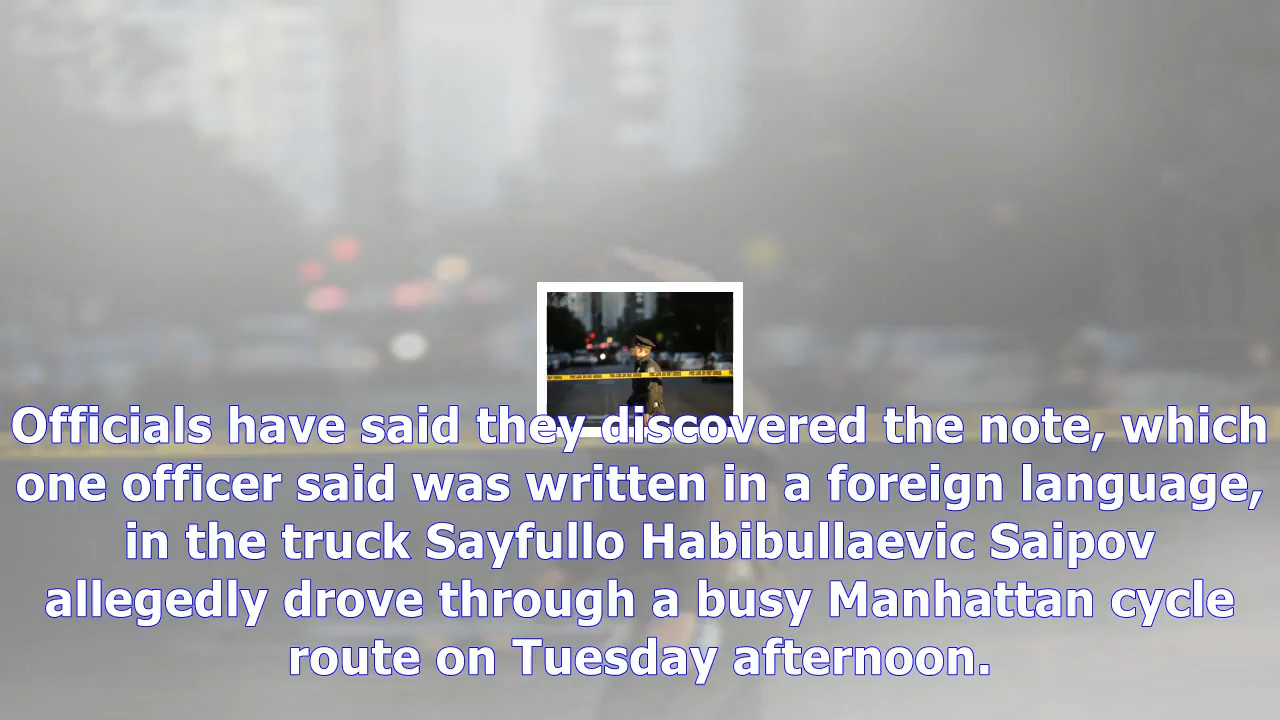 Officials have said they discovered the note, which
one officer said was written in a foreign language,
in the truck Sayfullo Habibullaevic Saipov
allegedly drove through a busy Manhattan cycle
route on Tuesday afternoon.